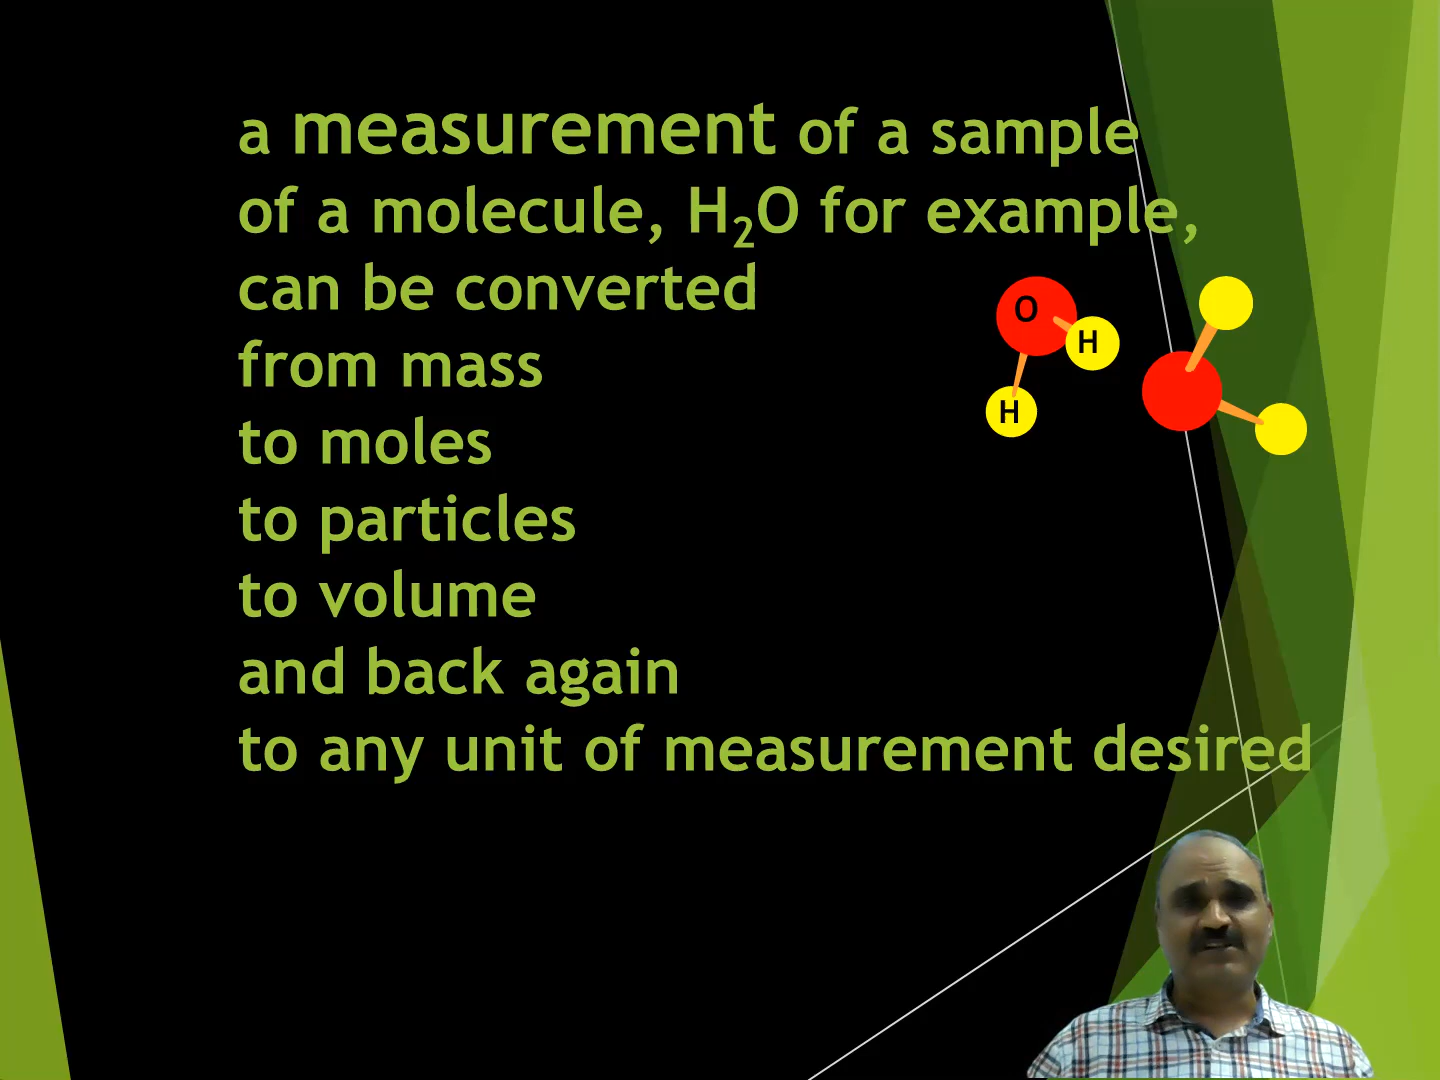 a measurement of a sample
of a molecule, H₂O for example,
can be converted
from mass
to moles
to particles
to volume
and back again
to any unit of measurement desired
O
H
H